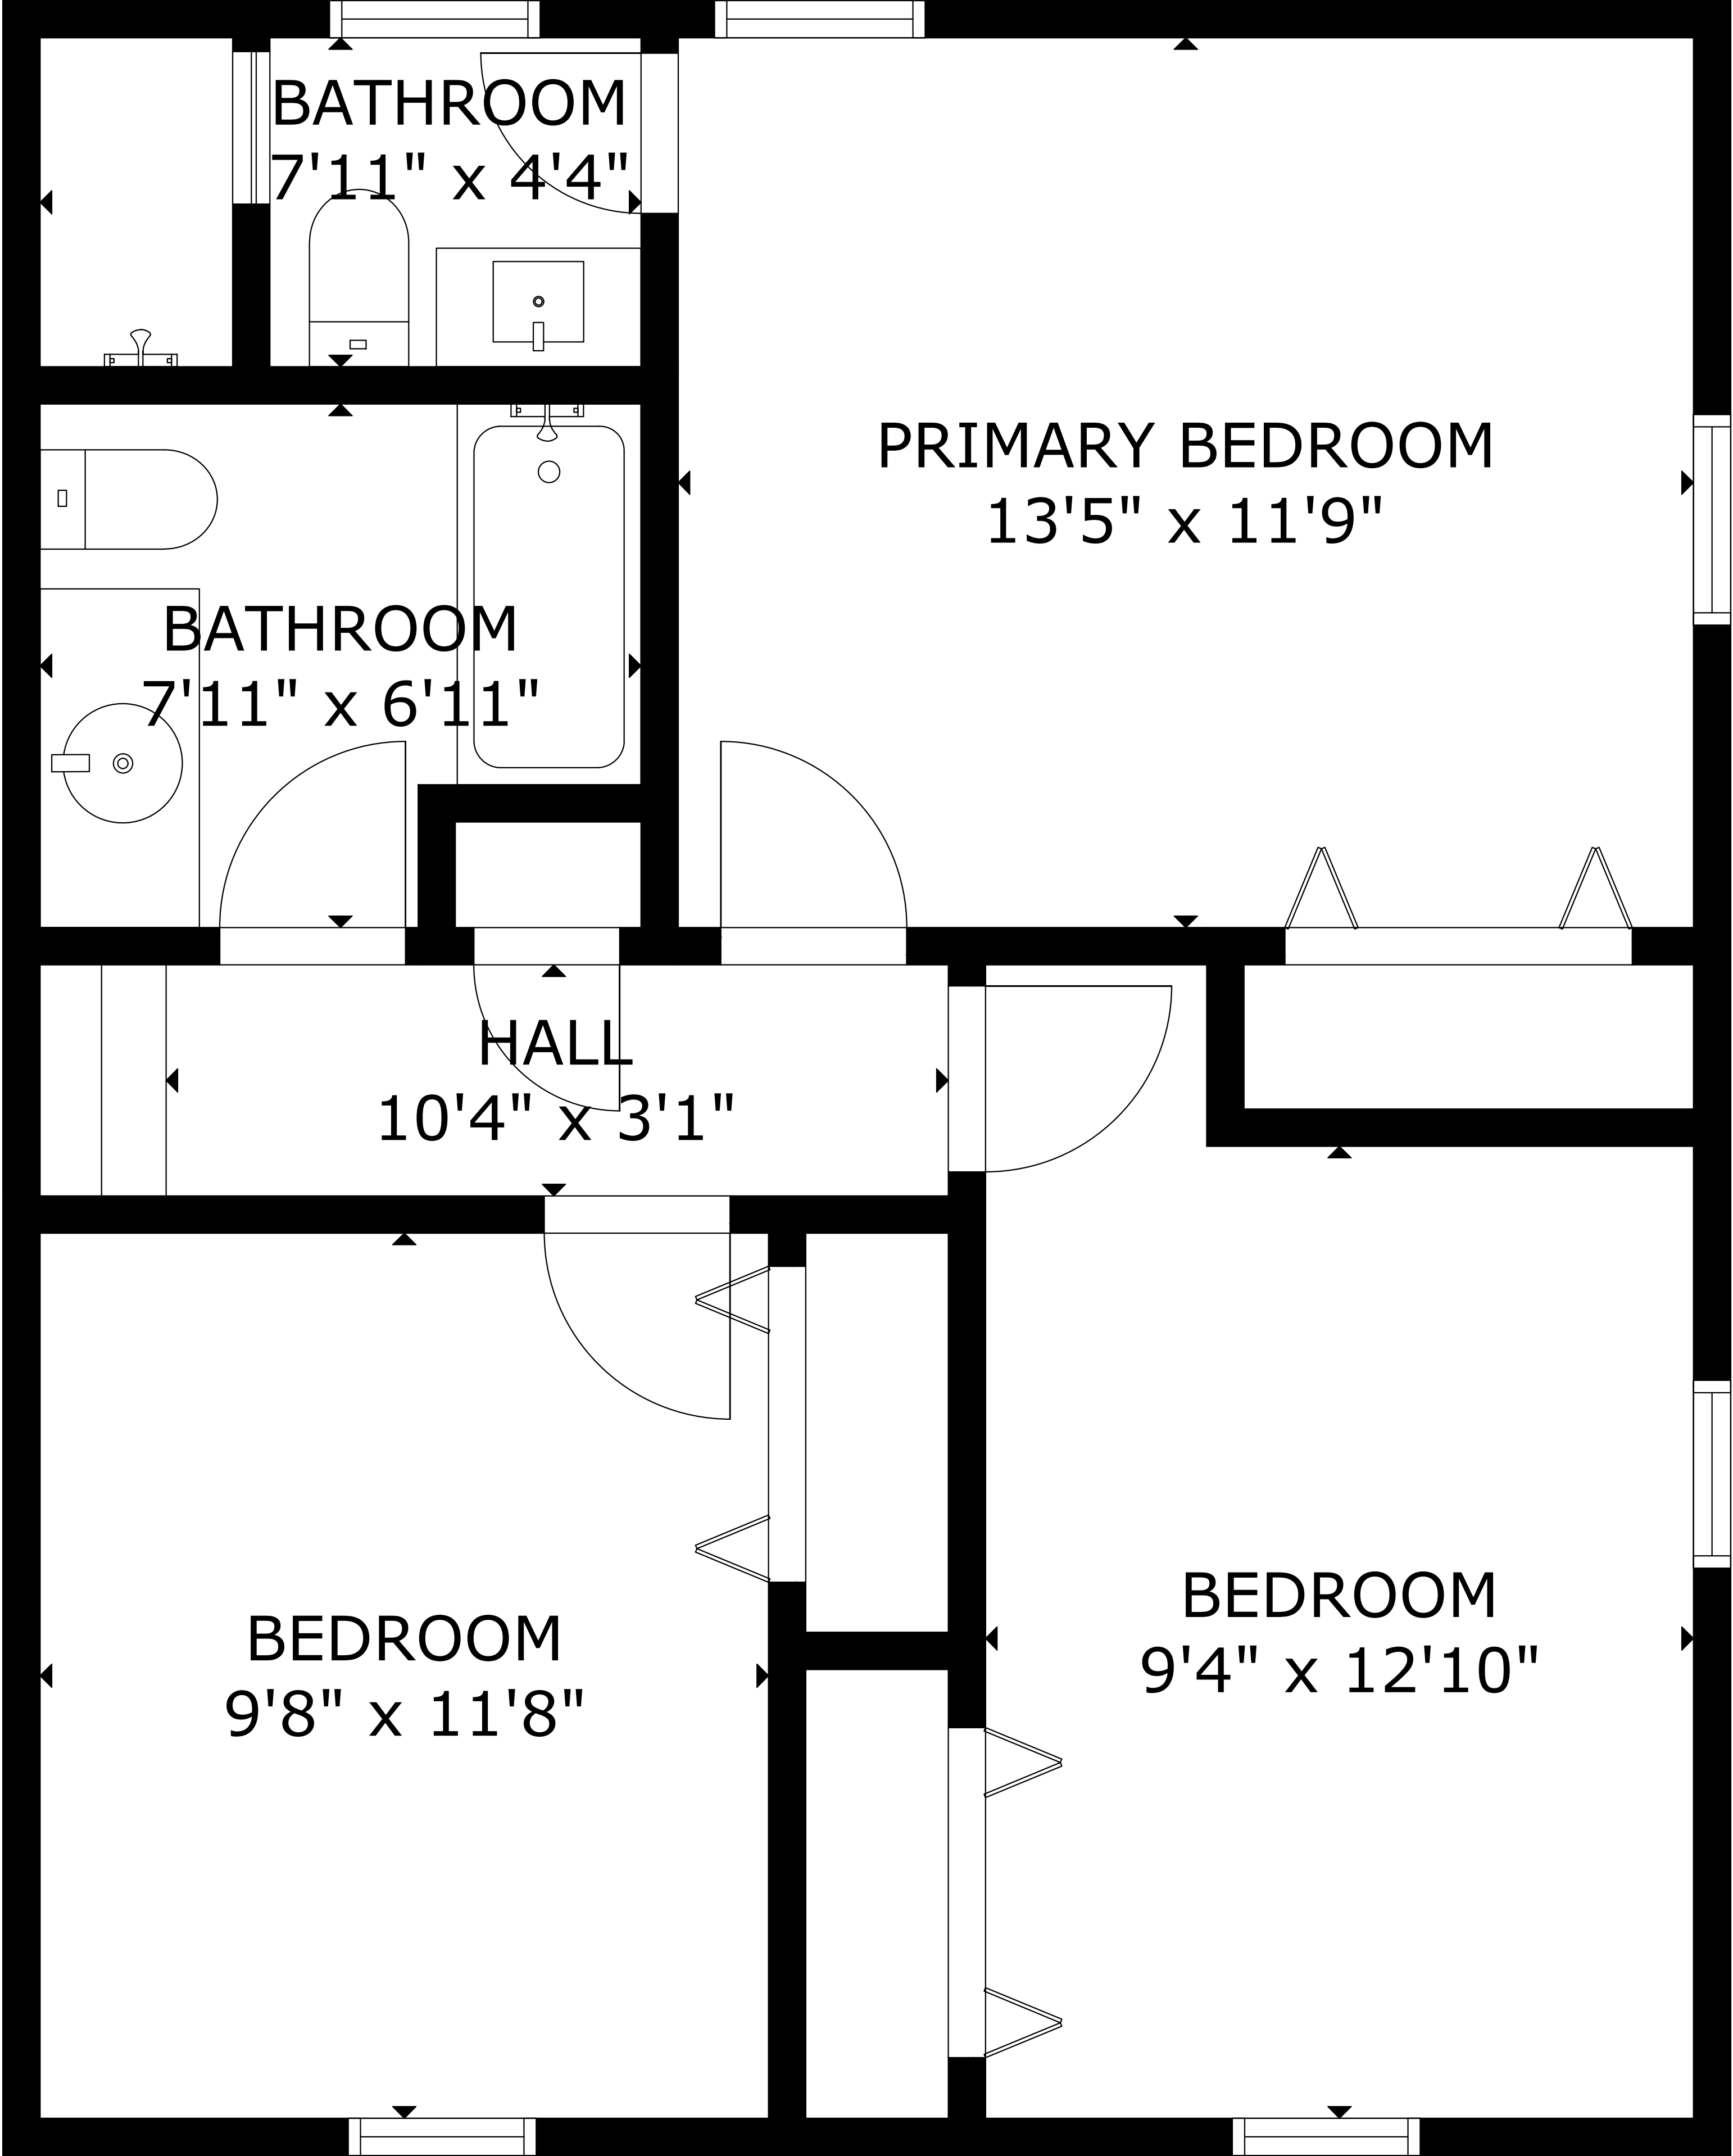 BATHROOM
7'11" x 4'4"
PRIMARY BEDROOM
13'5" x 11'9"
BATHROOM
7'11" x 6'11"
HALL
10'4" x 3'1"
BEDROOM
9'4" x 12'10"
BEDROOM
9'8" x 11'8"